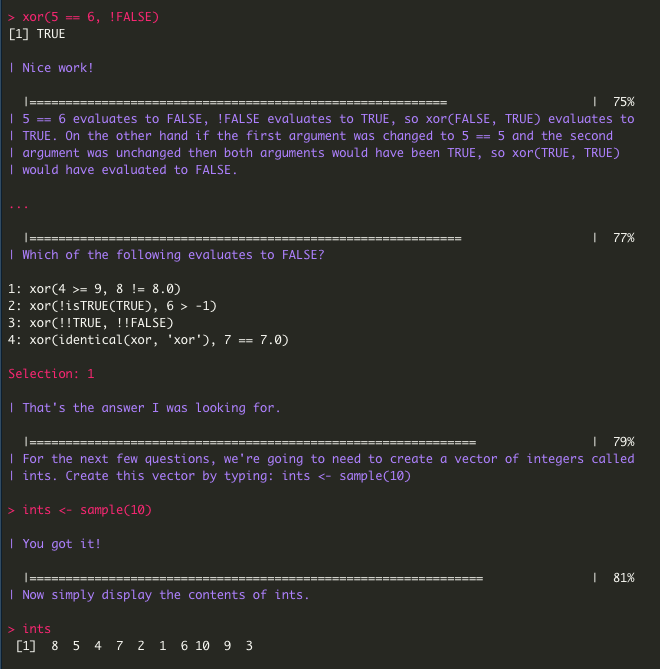 > xor(5 == 6, !FALSE)
[1] TRUE
| Nice work!
|========================================================== | 75%
| 5 == 6 evaluates to FALSE, !FALSE evaluates to TRUE, so xor(FALSE, TRUE) evaluates to
| TRUE. On the other hand if the first argument was changed to 5 == 5 and the second
| argument was unchanged then both arguments would have been TRUE, so xor(TRUE, TRUE)
| would have evaluated to FALSE.
...
|============================================================ | 77%
| Which of the following evaluates to FALSE?
1: xor(4 >= 9, 8 != 8.0)
2: xor(!isTRUE(TRUE), 6 > -1)
3: xor(!!TRUE, !!FALSE)
4: xor(identical(xor, 'xor'), 7 == 7.0)
Selection: 1
| That's the answer I was looking for.
|============================================================== | 79%
| For the next few questions, we're going to need to create a vector of integers called
| ints. Create this vector by typing: ints <- sample(10)
> ints <- sample(10)
| You got it!
|=============================================================== | 81%
| Now simply display the contents of ints.
> ints
[1] 8 5 4 7 2 1 6 10 9 3